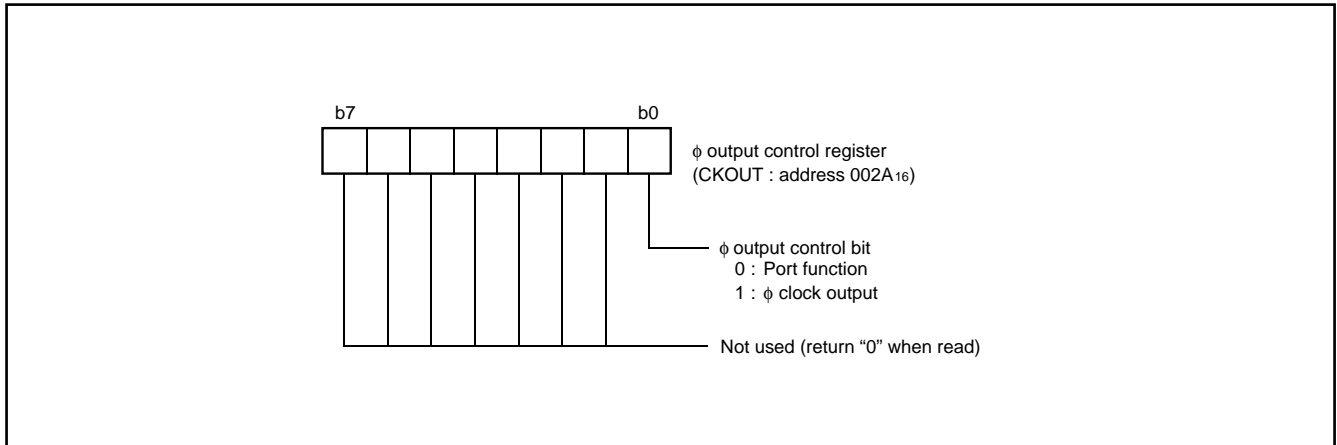 b7 b0
φ output control register
(CKOUT : address 002A16)
φ output control bit
0 : Port function
1 : φ clock output
Not used (return “0” when read)